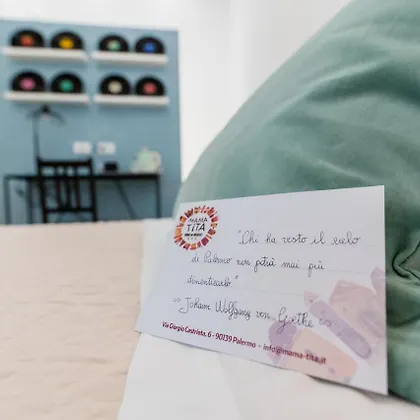 MAMA
TITA
"Chi ha visto il cielo
di Palermo non potrà mai più
dimenticarlo"
Johann Wolfgang von Goethe
Via Giorgio Castriota, 6 - 90139 Palermo - info@mama-tita.it